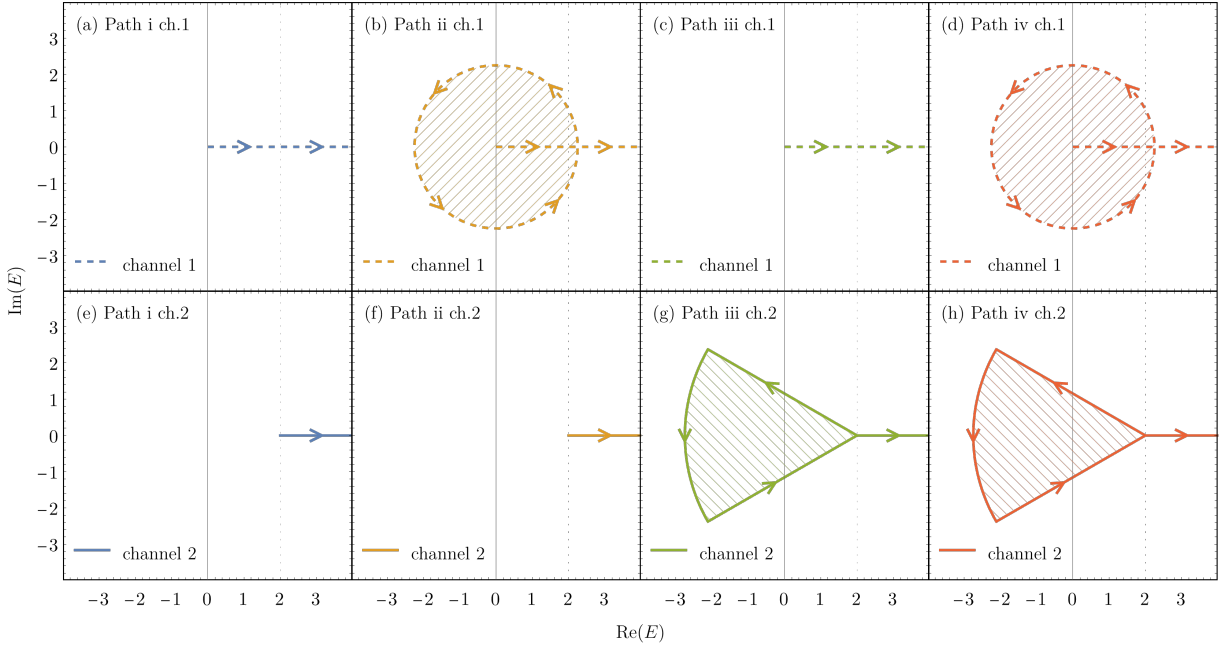 (a) Path i ch.1
(b) Path ii ch.1
(c) Path iii ch.1
(d) Path iv ch.1
3
2
1
0
−1
−2
−3
channel 1
channel 1
channel 1
channel 1
Im(E)
(e) Path i ch.2
(f) Path ii ch.2
(g) Path iii ch.2
(h) Path iv ch.2
3
2
1
0
−1
−2
−3
channel 2
channel 2
channel 2
channel 2
−3 −2 −1 0 1 2 3
−3 −2 −1 0 1 2 3
−3 −2 −1 0 1 2 3
−3 −2 −1 0 1 2 3
Re(E)